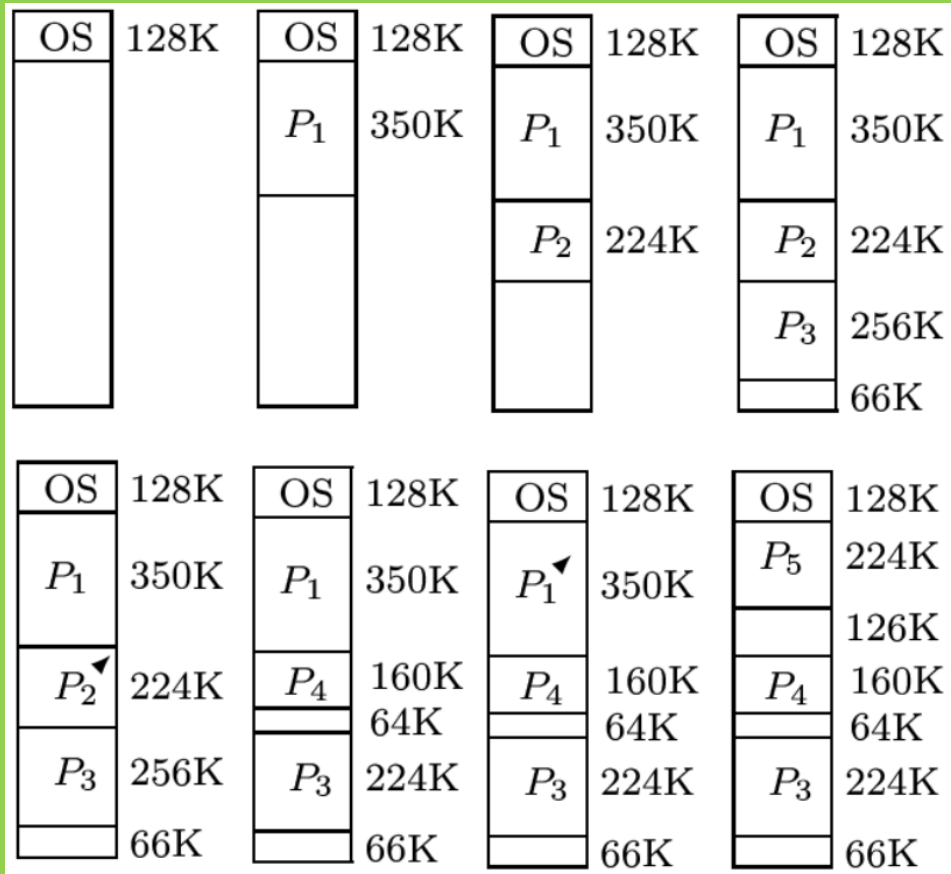 OS 128K OS 128K OS 128K OS 128K
P₁ 350K P₁ 350K P₁ 350K
P₂ 224K P₂ 224K
P₃ 256K
66K
OS 128K OS 128K OS 128K OS 128K
P₁ 350K P₁ 350K P₁ 350K P₅ 224K
126K
P₂ 224K P₄ 160K P₄ 160K P₄ 160K
64K 64K 64K
P₃ 256K P₃ 224K P₃ 224K P₃ 224K
66K 66K 66K 66K